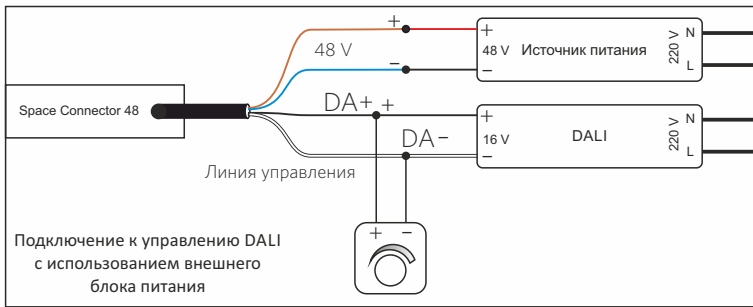 +
48 V
−
Space Connector 48
DA+ +
DA−
Линия управления
+
48 V
−
Источник питания
220 V
N
L
+
16 V
−
DALI
220 V
N
L
+ −
Подключение к управлению DALI
с использованием внешнего
блока питания